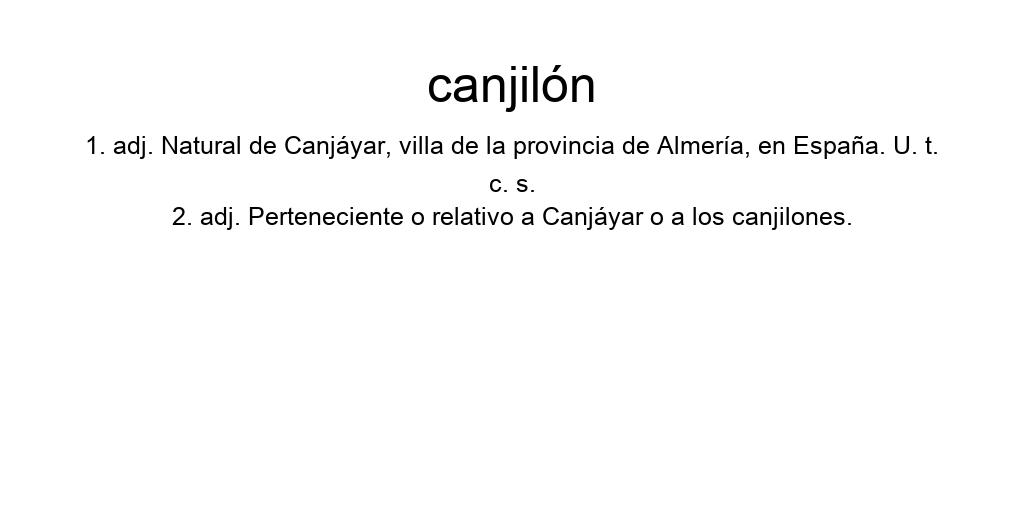 canjilón
1. adj. Natural de Canjáyar, villa de la provincia de Almería, en España. U. t.
c. s.
2. adj. Perteneciente o relativo a Canjáyar o a los canjilones.